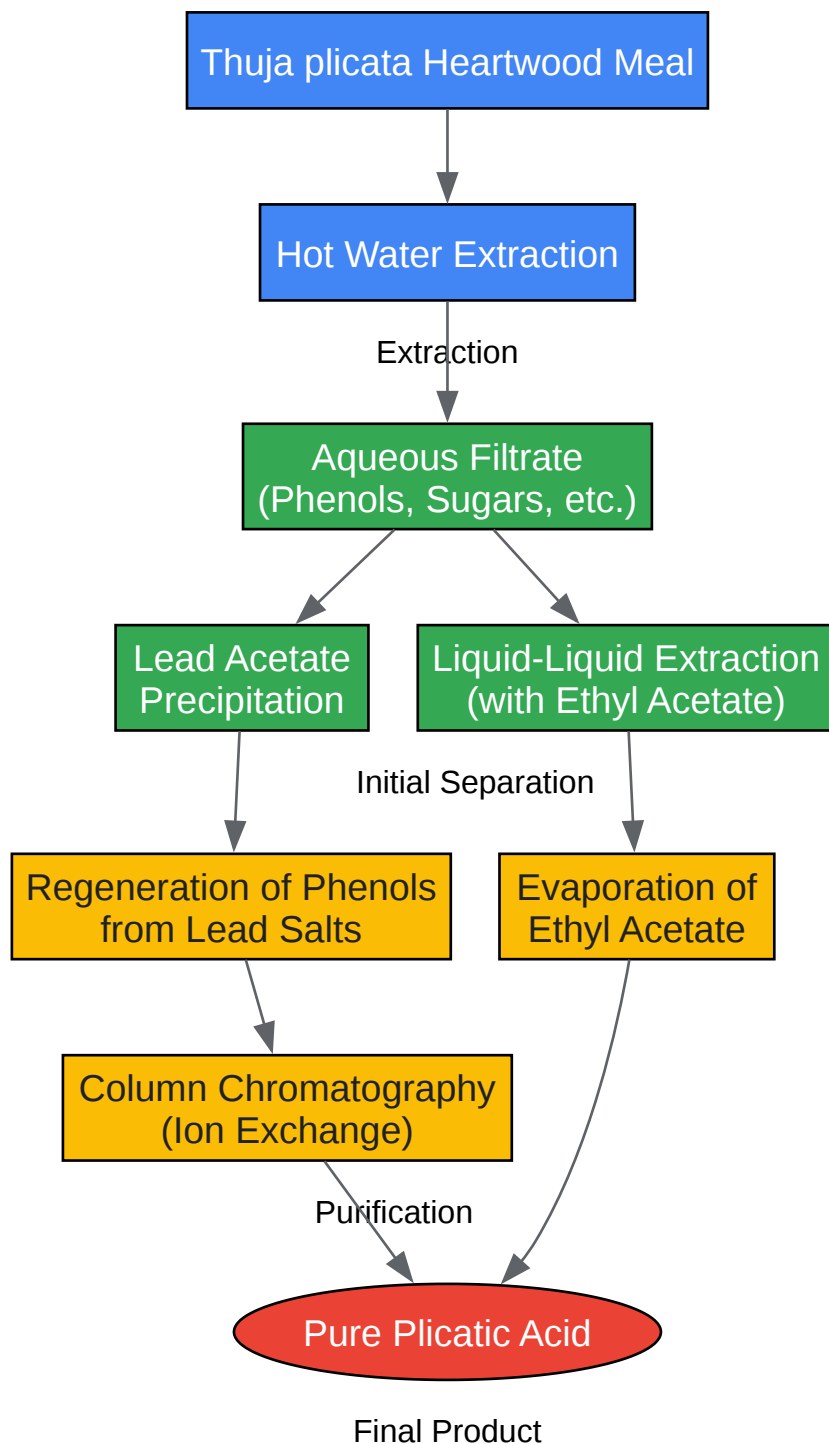 Thuja plicata Heartwood Meal
Hot Water Extraction
Extraction
Aqueous Filtrate
(Phenols, Sugars, etc.)
Lead Acetate
Precipitation
Liquid-Liquid Extraction
(with Ethyl Acetate)
Initial Separation
Regeneration of Phenols
from Lead Salts
Evaporation of
Ethyl Acetate
Column Chromatography
(Ion Exchange)
Purification
Pure Plicatic Acid
Final Product